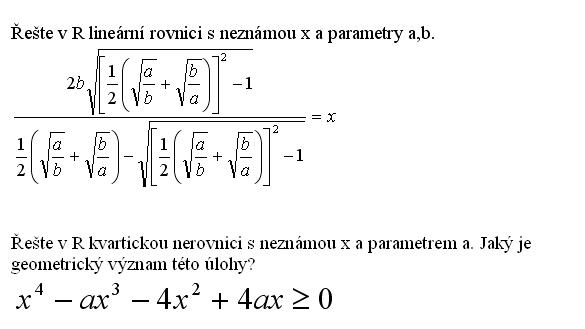 Řešte v R lineární rovnici s neznámou x a parametry a,b.
\frac{2b\sqrt{\left[\frac{1}{2}\left(\sqrt{\frac{a}{b}}+\sqrt{\frac{b}{a}}\right)\right]^2-1}}{\frac{1}{2}\left(\sqrt{\frac{a}{b}}+\sqrt{\frac{b}{a}}\right)-\sqrt{\left[\frac{1}{2}\left(\sqrt{\frac{a}{b}}+\sqrt{\frac{b}{a}}\right)\right]^2-1}}=x
Řešte v R kvartickou nerovnici s neznámou x a parametrem a. Jaký je
geometrický význam této úlohy?
x^4 - ax^3 - 4x^2 + 4ax ≥ 0